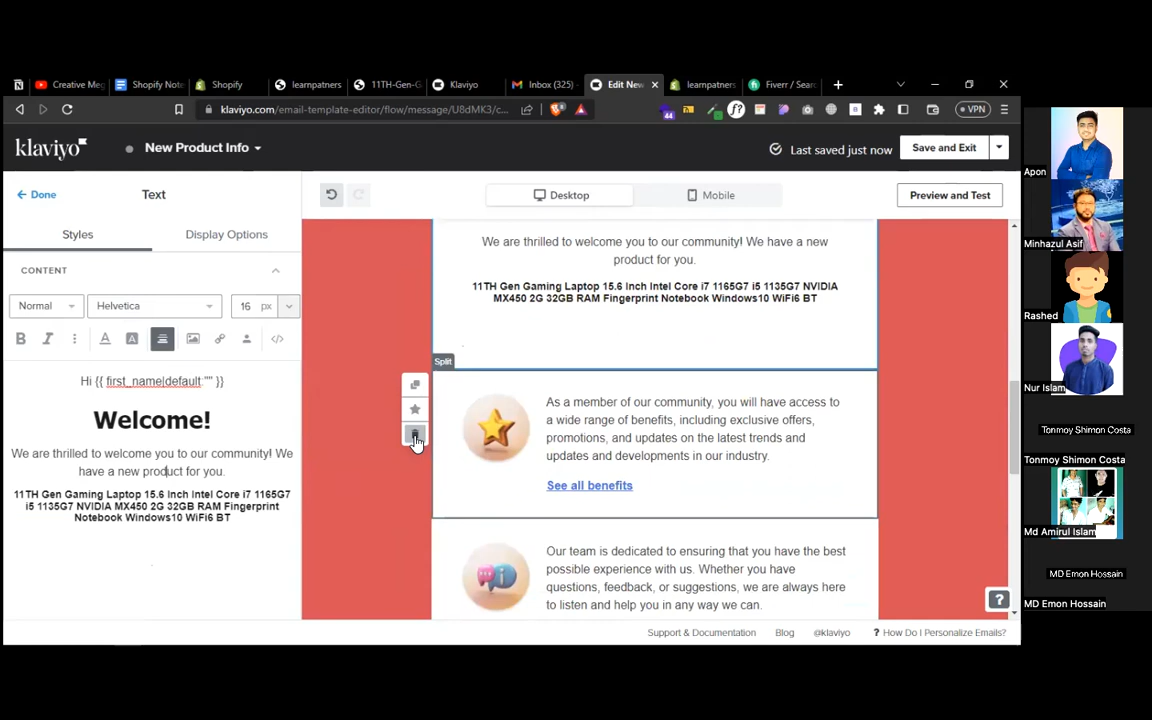 Creative Meg
Shopify Note
Shopify
learnpatners
11TH-Gen-G
Klaviyo
Inbox (325)
Edit New
learnpatners
Fiverr / Searc
klaviyo.com/email-template-editor/flow/message/U8dMK3/c...
44
VPN
klaviyo
New Product Info
Last saved just now
Save and Exit
Done
Text
Desktop
Mobile
Preview and Test
Styles
Display Options
CONTENT
Normal
Helvetica
16 px
B I A A
Hi {{ first_name|default:"" }}
Welcome!
We are thrilled to welcome you to our community! We
have a new product for you.
11TH Gen Gaming Laptop 15.6 Inch Intel Core i7 1165G7
i5 1135G7 NVIDIA MX450 2G 32GB RAM Fingerprint
Notebook Windows10 WiFi6 BT
We are thrilled to welcome you to our community! We have a new
product for you.
11TH Gen Gaming Laptop 15.6 Inch Intel Core i7 1165G7 i5 1135G7 NVIDIA
MX450 2G 32GB RAM Fingerprint Notebook Windows10 WiFi6 BT
Split
As a member of our community, you will have access to
a wide range of benefits, including exclusive offers,
promotions, and updates on the latest trends and
updates and developments in our industry.
See all benefits
Our team is dedicated to ensuring that you have the best
possible experience with us. Whether you have
questions, feedback, or suggestions, we are always here
to listen and help you in any way we can.
?
Support & Documentation
Blog
@klaviyo
? How Do I Personalize Emails?
Apon
Minhazul Asif
Rashed
Nur Islam
Tonmoy Shimon Costa
Tonmoy Shimon Costa
Md Amirul Islam
MD Emon Hossain
MD Emon Hossain